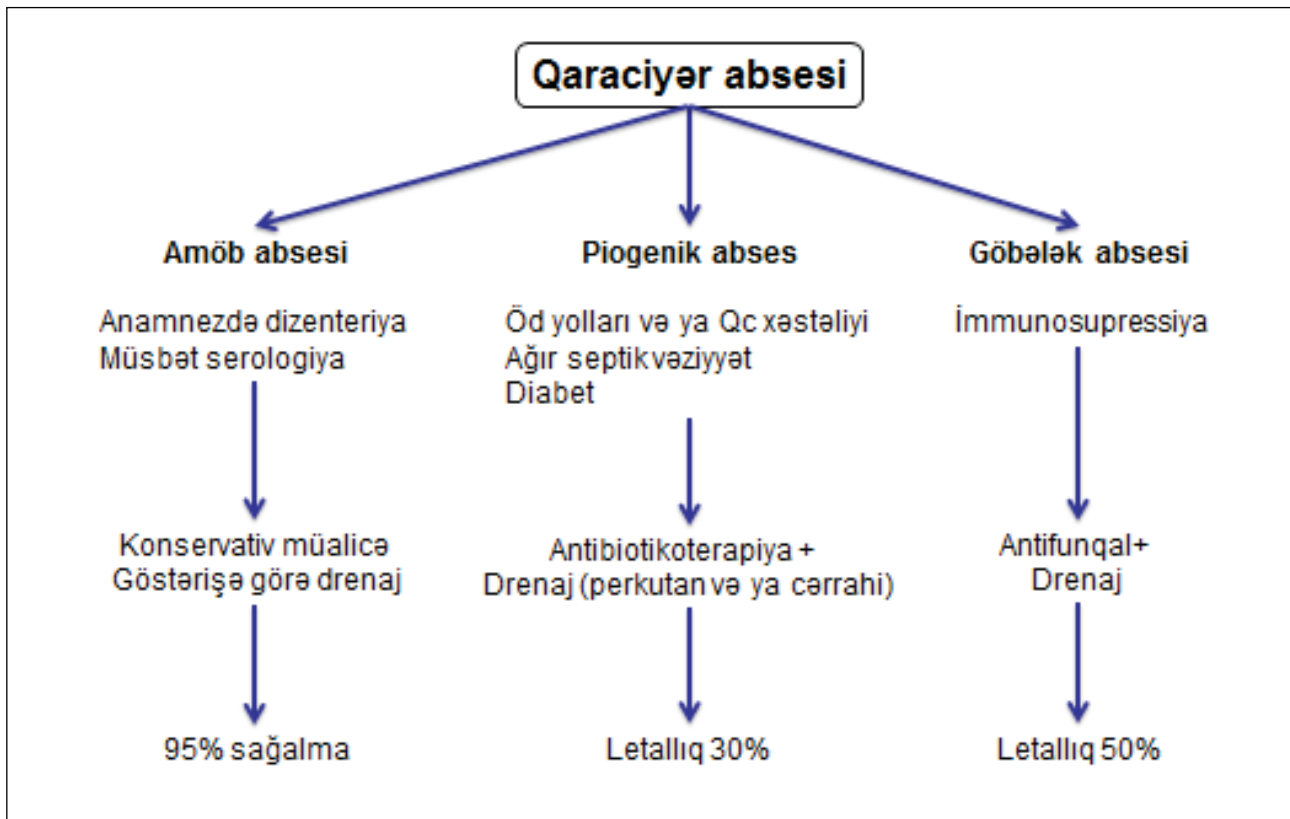 Qaraciyər absesi
Amöb absesi
Anamnezdə dizenteriya
Müsbət serologiya
Konservativ müalicə
Göstərişə görə drenaj
95% sağalma
Piogenik abses
Öd yolları və ya Qc xəstəliyi
Ağır septik vəziyyət
Diabet
Antibiotikoterapiya +
Drenaj (perkutan və ya cərrahi)
Letallıq 30%
Göbələk absesi
İmmunosupressiya
Antifunqal+
Drenaj
Letallıq 50%